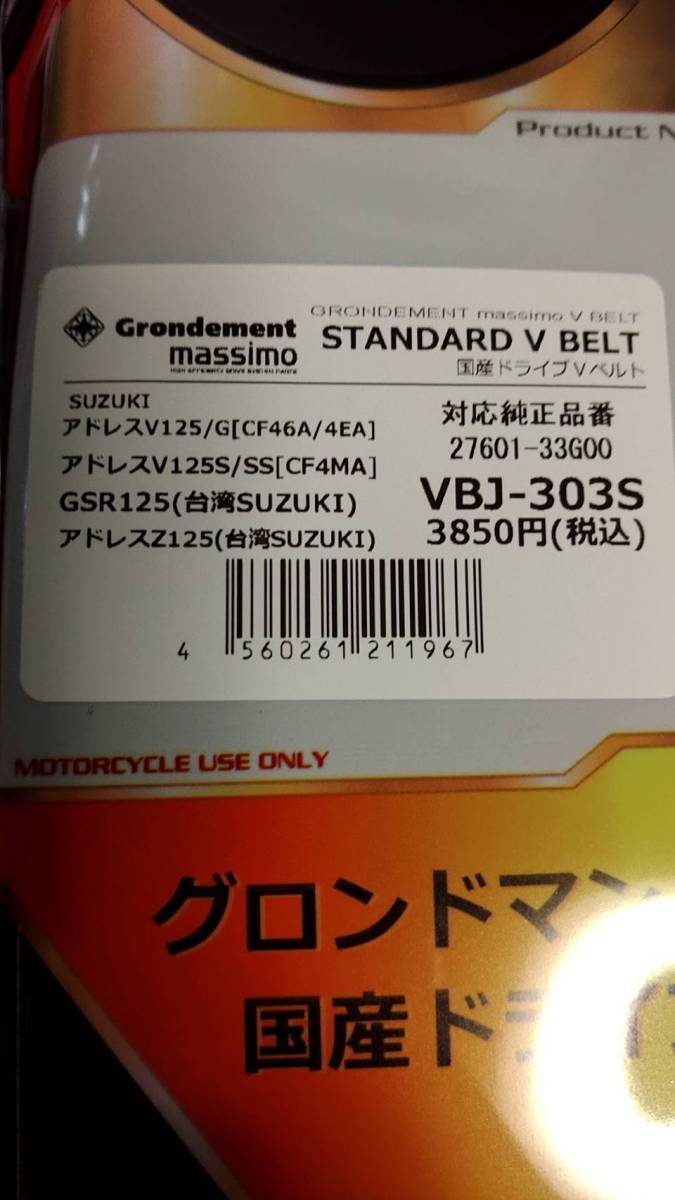 Product N
Grondement
massimo
HIGH EFFICIENCY DRIVE SYSTEM PARTS
GRONDEMENT massimo V BELT
STANDARD V BELT
国産ドライブVベルト
SUZUKI
アドレスV125/G[CF46A/4EA]
アドレスV125S/SS[CF4MA]
GSR125(台湾SUZUKI)
アドレスZ125(台湾SUZUKI)
対応純正品番
27601-33G00
VBJ-303S
3850円(税込)
4 560261 211967
MOTORCYCLE USE ONLY
グロンドマン
国産ドライ